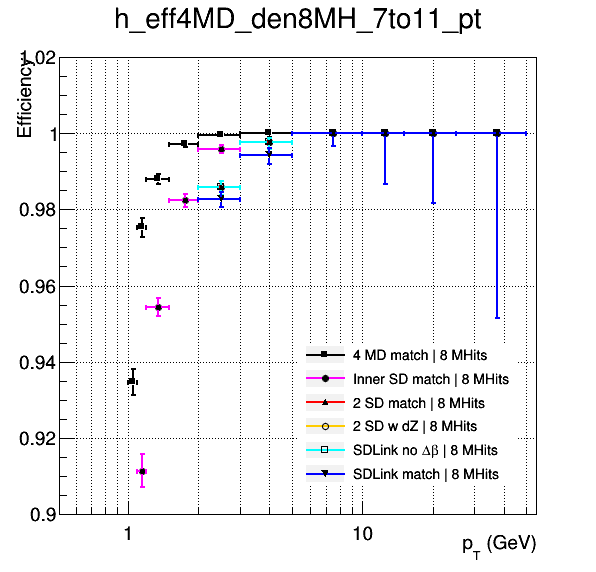 h_eff4MD_den8MH_7to11_pt
Efficiency
1.02
1
0.98
0.96
0.94
0.92
0.9
4 MD match | 8 MHits
Inner SD match | 8 MHits
2 SD match | 8 MHits
2 SD w dZ | 8 MHits
SDLink no Δβ | 8 MHits
SDLink match | 8 MHits
1
10
p_T (GeV)